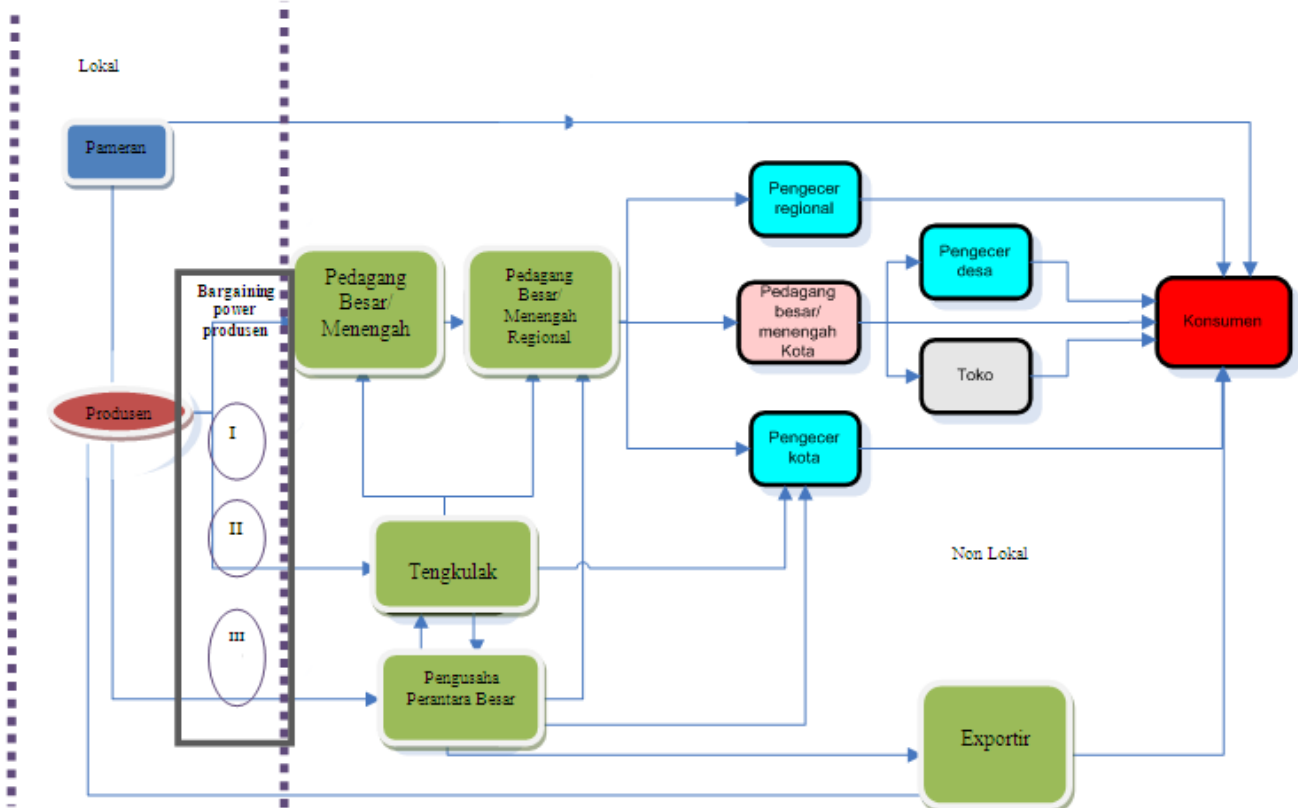 Lokal
Pameran
Pengecer
regional
Pedagang
Besar/
Menengah
Pedagang
Besar/
Menengah
Regional
Pengecer
desa
Bargaining
power
produsen
Pedagang
besar/
menengah
Kota
Konsumen
Toko
Produsen
I
Pengecer
kota
II
Non Lokal
Tengkulak
III
Pengusaha
Perantara Besar
Exportir